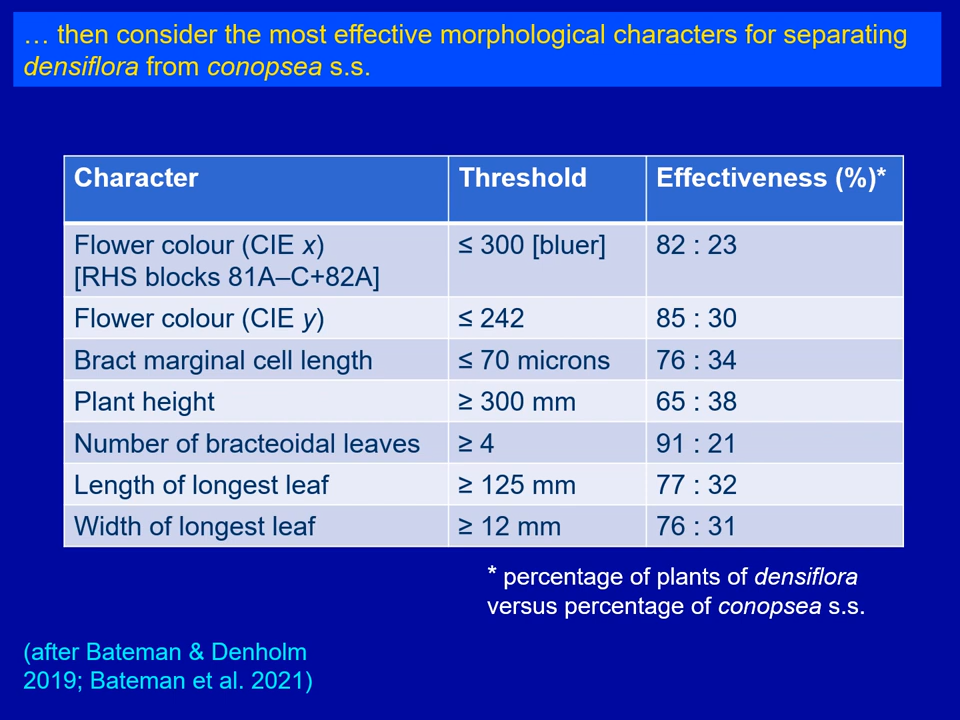 … then consider the most effective morphological characters for separating
densiflora from conopsea s.s.
Character Threshold Effectiveness (%)*
Flower colour (CIE x) ≤ 300 [bluer] 82 : 23
[RHS blocks 81A–C+82A]
Flower colour (CIE y) ≤ 242 85 : 30
Bract marginal cell length ≤ 70 microns 76 : 34
Plant height ≥ 300 mm 65 : 38
Number of bracteoidal leaves ≥ 4 91 : 21
Length of longest leaf ≥ 125 mm 77 : 32
Width of longest leaf ≥ 12 mm 76 : 31
* percentage of plants of densiflora
versus percentage of conopsea s.s.
(after Bateman & Denholm
2019; Bateman et al. 2021)